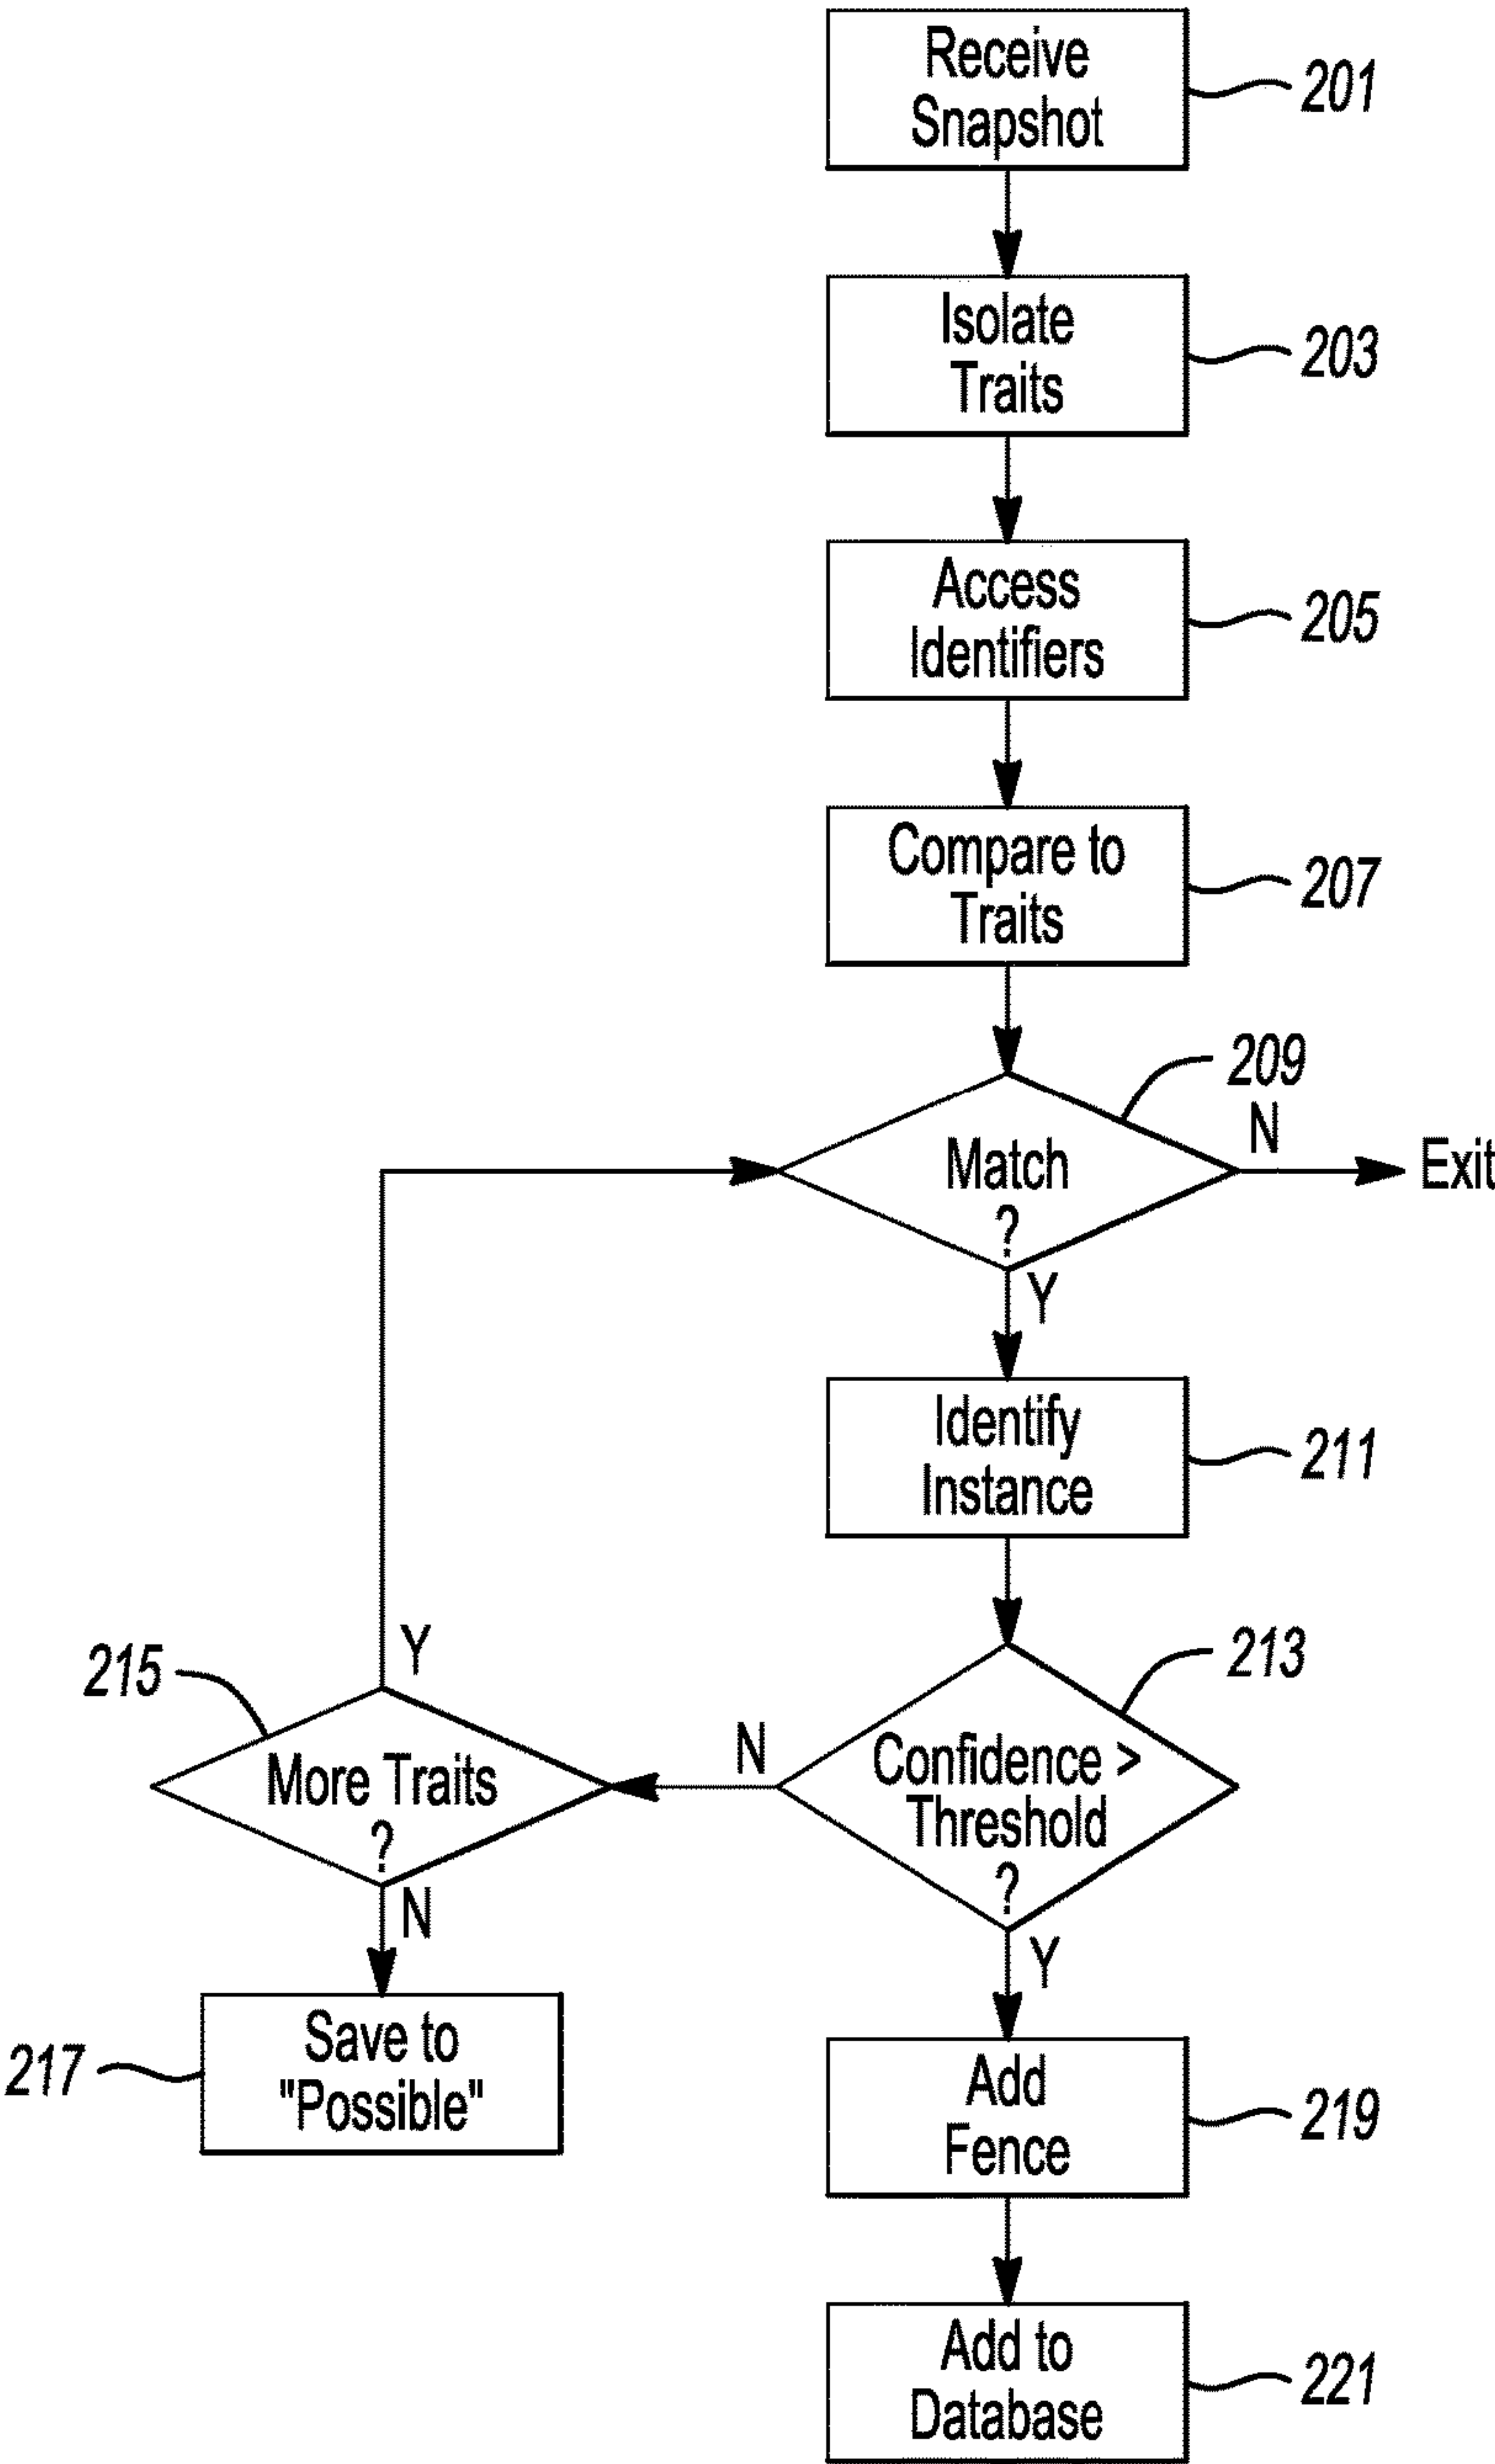 Receive
Snapshot
201
Isolate
Traits
203
Access
Identifiers
205
Compare to
Traits
207
209
Match
?
N
Exit
Y
Identify
Instance
211
213
Confidence >
Threshold
?
N
215
Y
More Traits
?
N
Y
Save to
"Possible"
217
Add
Fence
219
Add to
Database
221